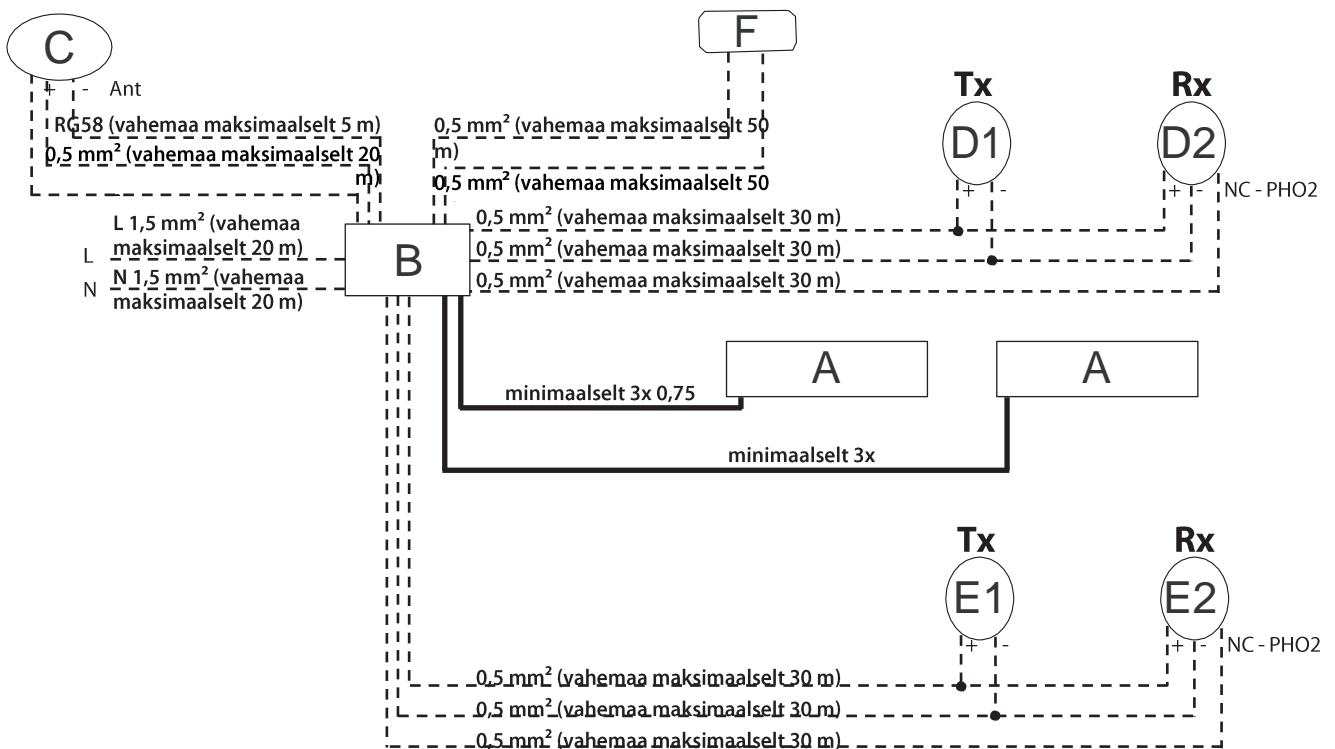 C
F
+ - Ant
Tx
Rx
RG58 (vahemaa maksimaalselt 5 m)
0,5 mm² (vahemaa maksimaalselt 50
m)
D1
D2
0,5 mm² (vahemaa maksimaalselt 20
m)
0,5 mm² (vahemaa maksimaalselt 50
+ -
+ -
NC - PHO2
L 1,5 mm² (vahemaa
maksimaalselt 20 m)
L
N 1,5 mm² (vahemaa
maksimaalselt 20 m)
N
B
0,5 mm² (vahemaa maksimaalselt 30 m)
0,5 mm² (vahemaa maksimaalselt 30 m)
0,5 mm² (vahemaa maksimaalselt 30 m)
A
A
minimaalselt 3x 0,75
minimaalselt 3x
Tx
Rx
E1
E2
+ -
+ -
NC - PHO2
0,5 mm² (vahemaa maksimaalselt 30 m)
0,5 mm² (vahemaa maksimaalselt 30 m)
0,5 mm² (vahemaa maksimaalselt 30 m)